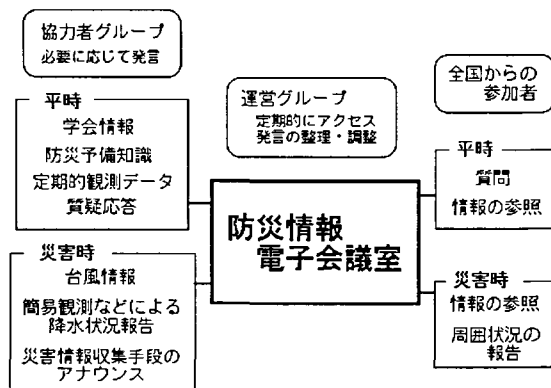 協力者グループ
必要に応じて発言
平時
学会情報
防災予備知識
定期的観測データ
質疑応答
災害時
台風情報
簡易観測などによる
降水状況報告
災害情報収集手段の
アナウンス
運営グループ
定期的にアクセス
発言の整理・調整
防災情報
電子会議室
全国からの
参加者
平時
質問
情報の参照
災害時
情報の参照
周囲状況の
報告